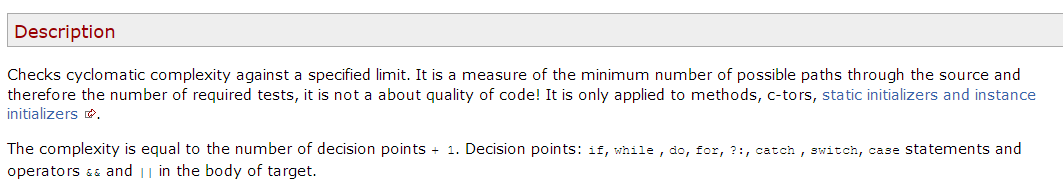 Description
Checks cyclomatic complexity against a specified limit. It is a measure of the minimum number of possible paths through the source and
therefore the number of required tests, it is not a about quality of code! It is only applied to methods, c-tors, static initializers and instance
initializers.
The complexity is equal to the number of decision points + 1. Decision points: if, while , do, for, ?:, catch , switch, case statements and
operators && and || in the body of target.